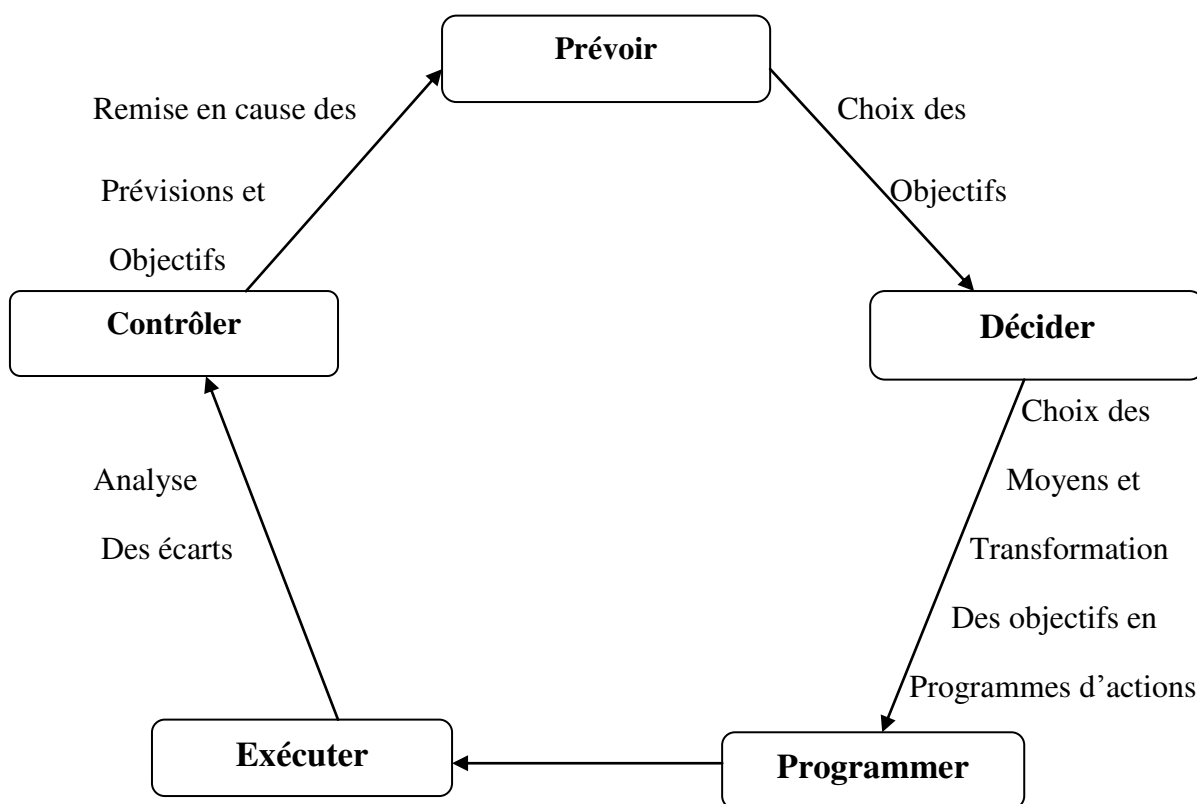 Prévoir
Remise en cause des
Prévisions et
Objectifs
Choix des
Objectifs
Contrôler
Décider
Choix des
Moyens et
Transformation
Des objectifs en
Programmes d’actions
Analyse
Des écarts
Exécuter
Programmer